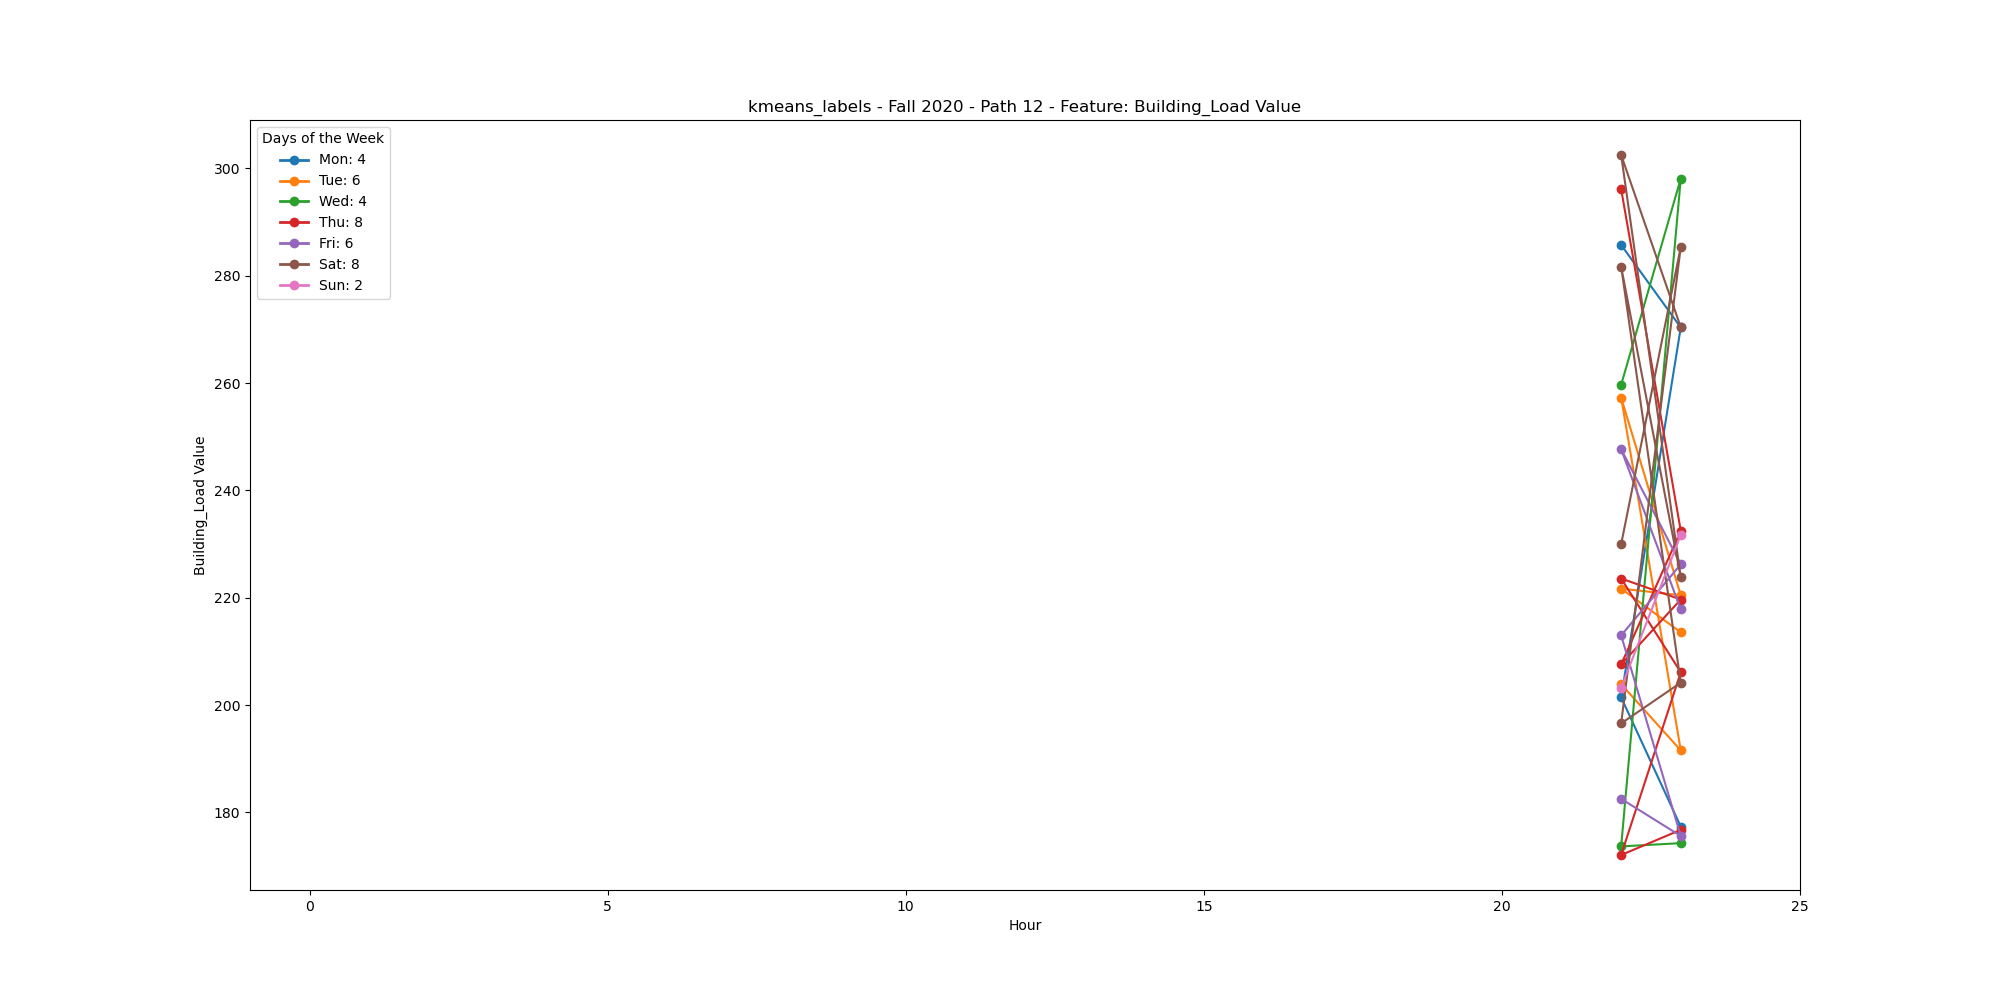 kmeans_labels - Fall 2020 - Path 12 - Feature: Building_Load Value
Days of the Week
Mon: 4
Tue: 6
Wed: 4
Thu: 8
Fri: 6
Sat: 8
Sun: 2
300
280
260
240
220
200
180
Building_Load Value
0
5
10
15
20
25
Hour